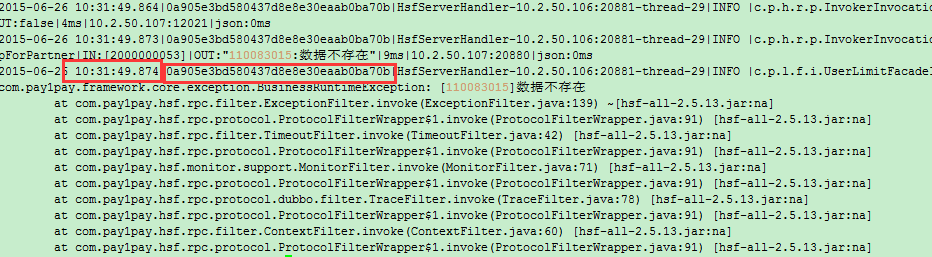 2015-06-26 10:31:49.864|0a905e3bd580437d8e8e30eaab0ba70b|HsfServerHandler-10.2.50.106:20881-thread-29|INFO |c.p.h.r.p.InvokerInvocatio
UT:false|4ms|10.2.50.107:12021|json:0ms
2015-06-26 10:31:49.873|0a905e3bd580437d8e8e30eaab0ba70b|HsfServerHandler-10.2.50.106:20881-thread-29|INFO |c.p.h.r.p.InvokerInvocatio
pForPartner|IN:[2000000053]|OUT:"110083015:数据不存在"|9ms|10.2.50.107:20880|json:0ms
2015-06-26 10:31:49.874|0a905e3bd580437d8e8e30eaab0ba70b|HsfServerHandler-10.2.50.106:20881-thread-29|INFO |c.p.l.f.i.UserLimitFacadeI
com.pay1pay.framework.core.exception.BusinessRuntimeException: [110083015]数据不存在
at com.pay1pay.hsf.rpc.filter.ExceptionFilter.invoke(ExceptionFilter.java:139) ~[hsf-all-2.5.13.jar:na]
at com.pay1pay.hsf.rpc.protocol.ProtocolFilterWrapper$1.invoke(ProtocolFilterWrapper.java:91) [hsf-all-2.5.13.jar:na]
at com.pay1pay.hsf.rpc.filter.TimeoutFilter.invoke(TimeoutFilter.java:42) [hsf-all-2.5.13.jar:na]
at com.pay1pay.hsf.rpc.protocol.ProtocolFilterWrapper$1.invoke(ProtocolFilterWrapper.java:91) [hsf-all-2.5.13.jar:na]
at com.pay1pay.hsf.monitor.support.MonitorFilter.invoke(MonitorFilter.java:71) [hsf-all-2.5.13.jar:na]
at com.pay1pay.hsf.rpc.protocol.ProtocolFilterWrapper$1.invoke(ProtocolFilterWrapper.java:91) [hsf-all-2.5.13.jar:na]
at com.pay1pay.hsf.rpc.protocol.dubbo.filter.TraceFilter.invoke(TraceFilter.java:78) [hsf-all-2.5.13.jar:na]
at com.pay1pay.hsf.rpc.protocol.ProtocolFilterWrapper$1.invoke(ProtocolFilterWrapper.java:91) [hsf-all-2.5.13.jar:na]
at com.pay1pay.hsf.rpc.filter.ContextFilter.invoke(ContextFilter.java:60) [hsf-all-2.5.13.jar:na]
at com.pay1pay.hsf.rpc.protocol.ProtocolFilterWrapper$1.invoke(ProtocolFilterWrapper.java:91) [hsf-all-2.5.13.jar:na]